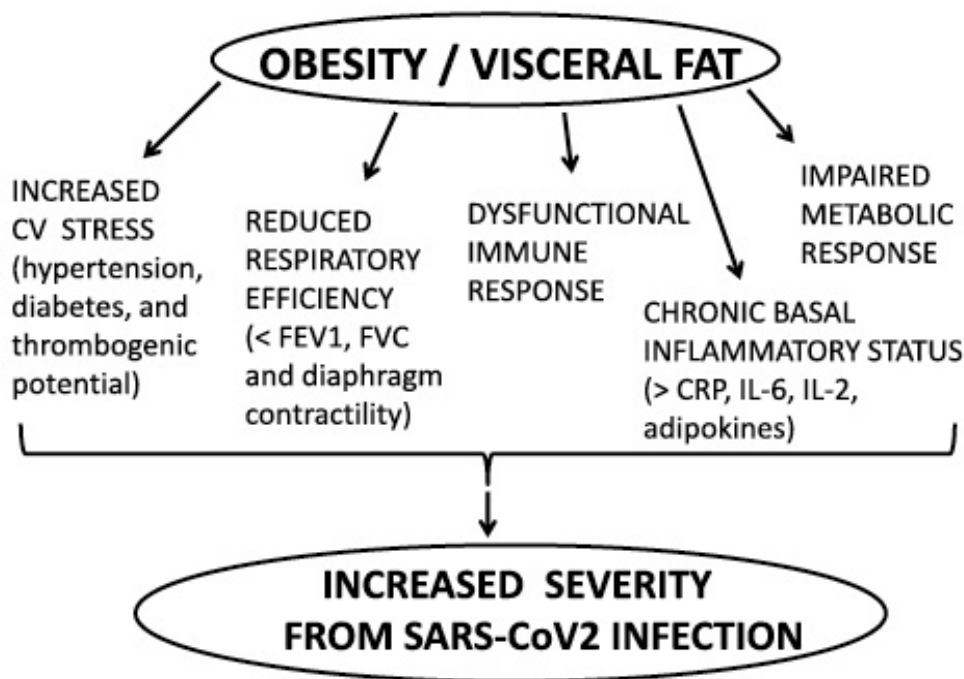 OBESITY / VISCERAL FAT
INCREASED
CV STRESS
(hypertension,
diabetes, and
thrombogenic
potential)
REDUCED
RESPIRATORY
EFFICIENCY
(< FEV1, FVC
and diaphragm
contractility)
DYSFUNCTIONAL
IMMUNE
RESPONSE
CHRONIC BASAL
INFLAMMATORY STATUS
(> CRP, IL-6, IL-2,
adipokines)
IMPAIRED
METABOLIC
RESPONSE
INCREASED SEVERITY
FROM SARS-CoV2 INFECTION